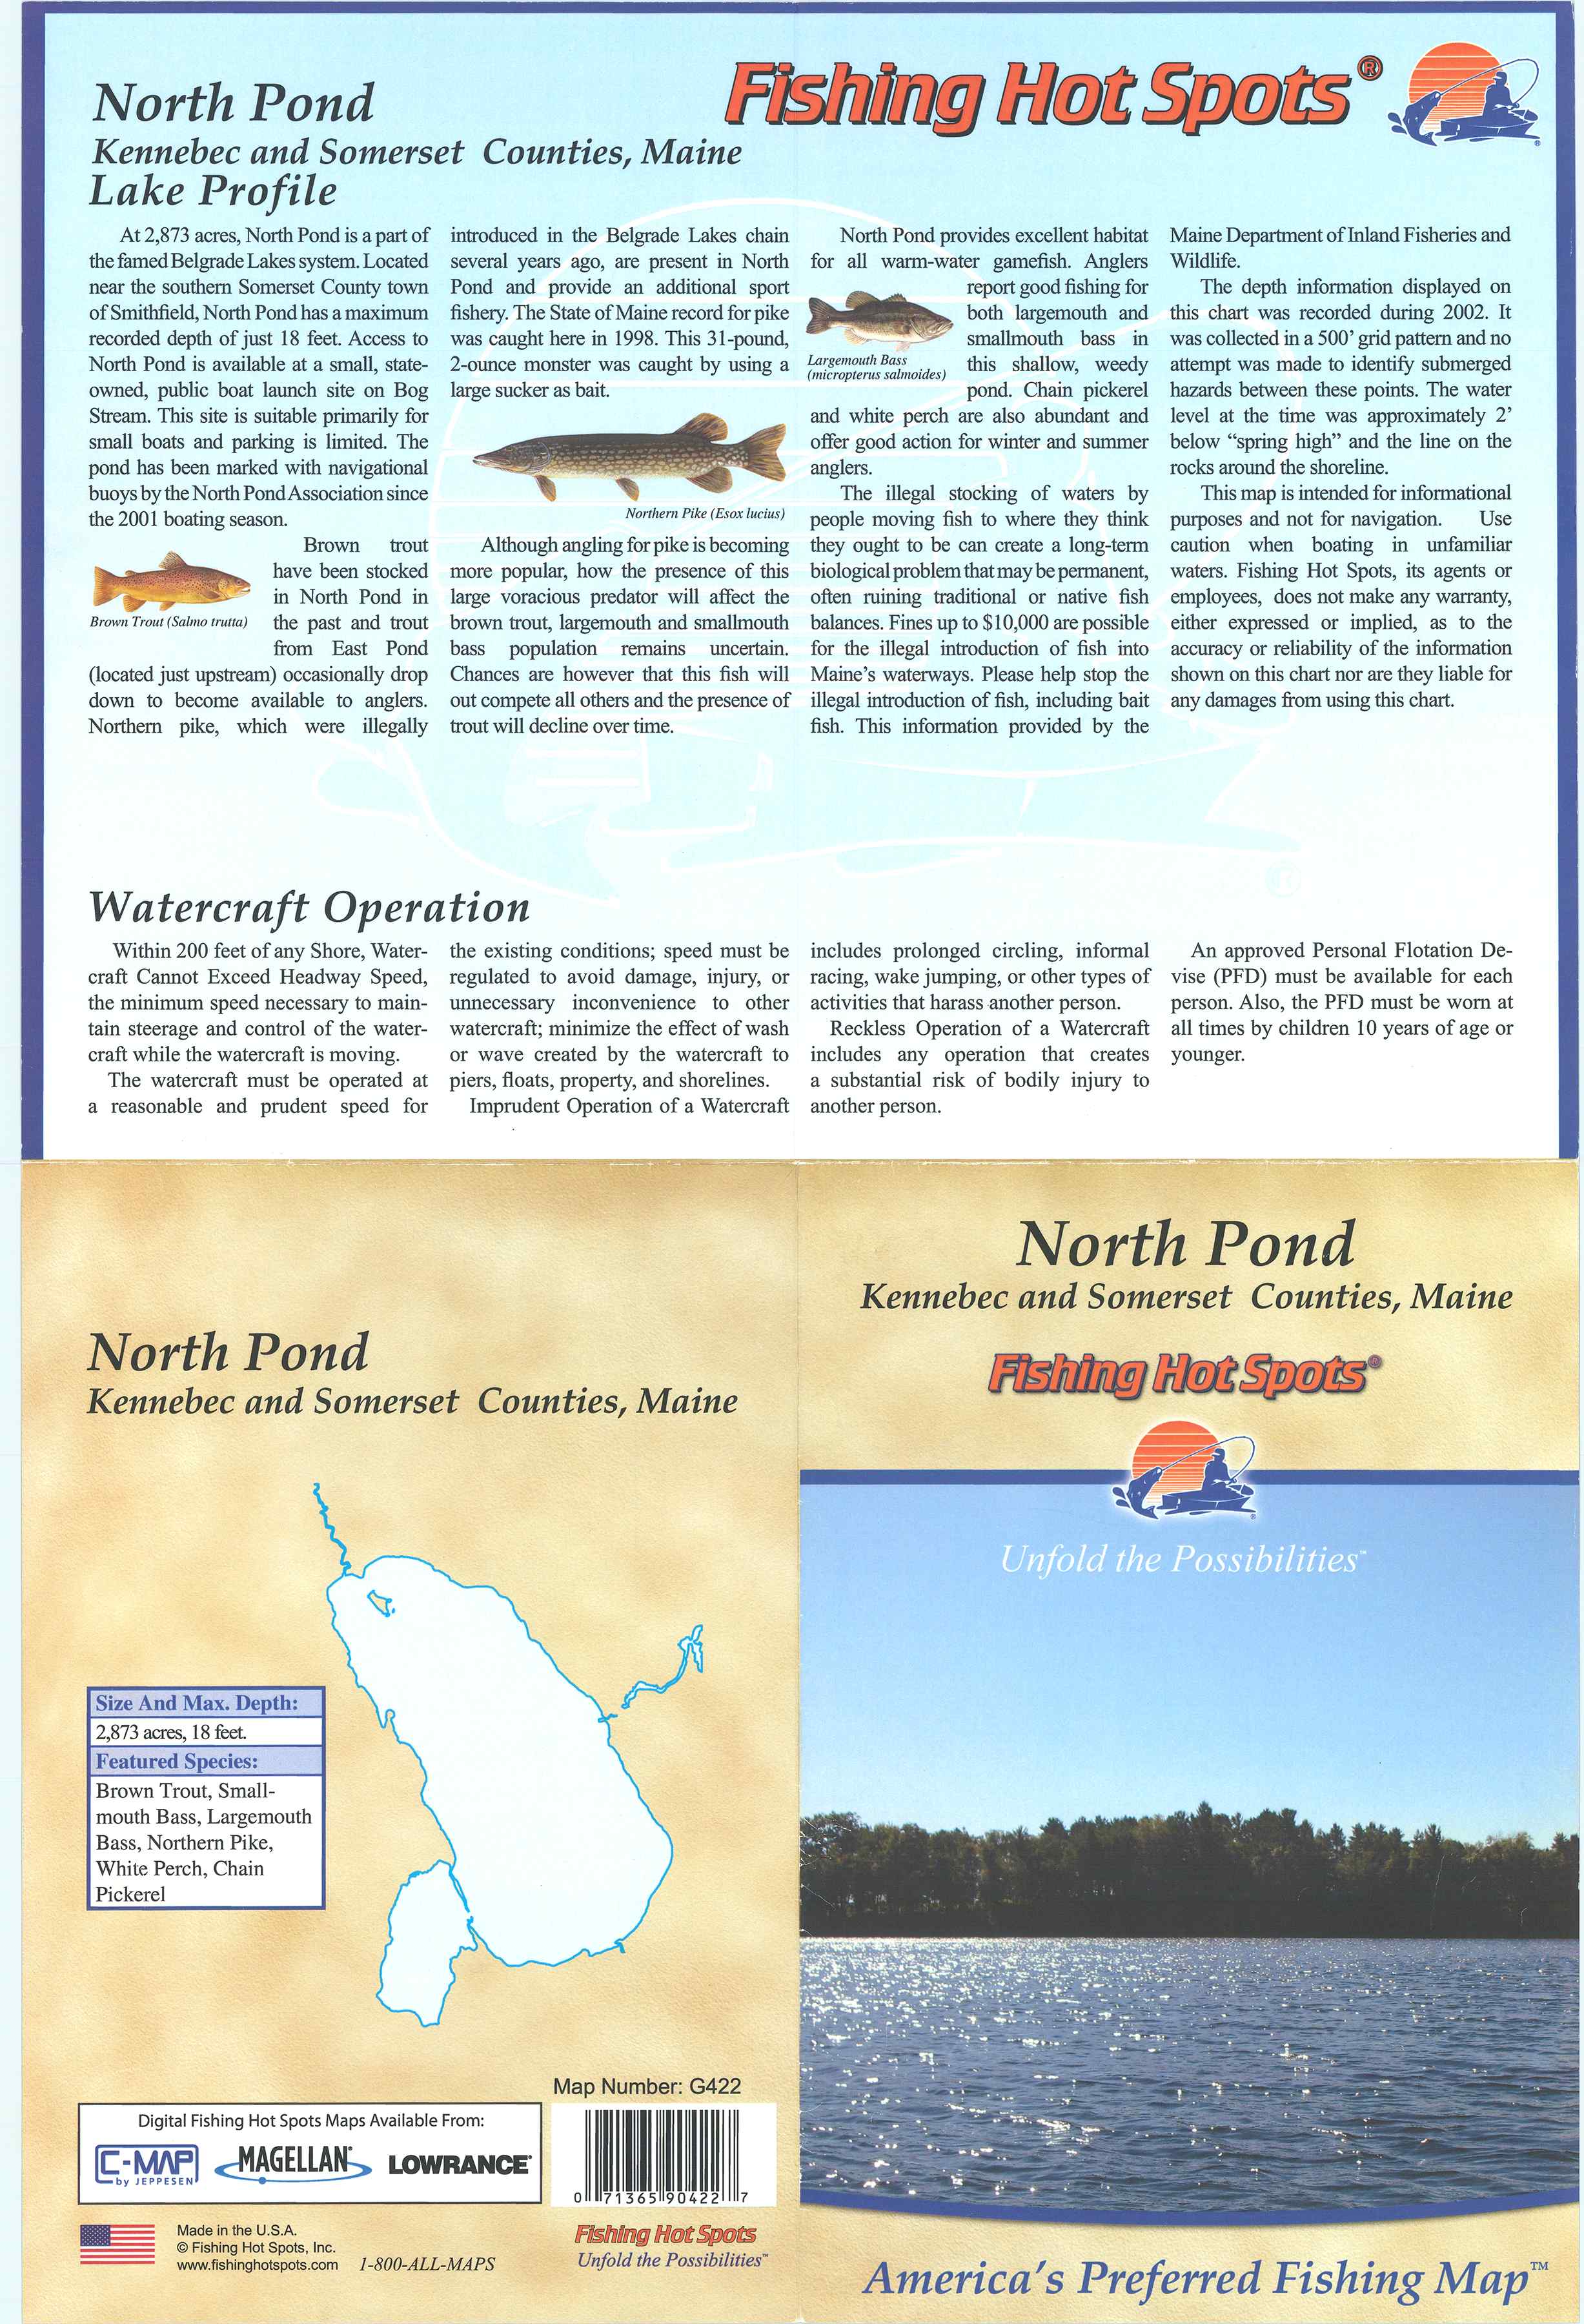 North Pond
Kennebec and Somerset Counties, Maine
Lake Profile
Fishing Hot Spots®
At 2,873 acres, North Pond is a part of
the famed Belgrade Lakes system. Located
near the southern Somerset County town
of Smithfield, North Pond has a maximum
recorded depth of just 18 feet. Access to
North Pond is available at a small, state-
owned, public boat launch site on Bog
Stream. This site is suitable primarily for
small boats and parking is limited. The
pond has been marked with navigational
buoys by the North Pond Association since
the 2001 boating season.
Brown trout
have been stocked
in North Pond in
the past and trout
from East Pond
Brown Trout (Salmo trutta)
(located just upstream) occasionally drop
down to become available to anglers.
Northern pike, which were illegally
introduced in the Belgrade Lakes chain
several years ago, are present in North
Pond and provide an additional sport
fishery. The State of Maine record for pike
was caught here in 1998. This 31-pound,
2-ounce monster was caught by using a
large sucker as bait.
Northern Pike (Esox lucius)
Although angling for pike is becoming
more popular, how the presence of this
large voracious predator will affect the
brown trout, largemouth and smallmouth
bass population remains uncertain.
Chances are however that this fish will
out compete all others and the presence of
trout will decline over time.
North Pond provides excellent habitat
for all warm-water gamefish. Anglers
report good fishing for
both largemouth and
smallmouth bass in
this shallow, weedy
pond. Chain pickerel
Largemouth Bass
(micropterus salmoides)
and white perch are also abundant and
offer good action for winter and summer
anglers.
The illegal stocking of waters by
people moving fish to where they think
they ought to be can create a long-term
biological problem that may be permanent,
often ruining traditional or native fish
balances. Fines up to $10,000 are possible
for the illegal introduction of fish into
Maine's waterways. Please help stop the
illegal introduction of fish, including bait
fish. This information provided by the
Maine Department of Inland Fisheries and
Wildlife.
The depth information displayed on
this chart was recorded during 2002. It
was collected in a 500' grid pattern and no
attempt was made to identify submerged
hazards between these points. The water
level at the time was approximately 2'
below “spring high” and the line on the
rocks around the shoreline.
This map is intended for informational
purposes and not for navigation. Use
caution when boating in unfamiliar
waters. Fishing Hot Spots, its agents or
employees, does not make any warranty,
either expressed or implied, as to the
accuracy or reliability of the information
shown on this chart nor are they liable for
any damages from using this chart.
Watercraft Operation
Within 200 feet of any Shore, Water-
craft Cannot Exceed Headway Speed,
the minimum speed necessary to main-
tain steerage and control of the water-
craft while the watercraft is moving.
The watercraft must be operated at
a reasonable and prudent speed for
the existing conditions; speed must be
regulated to avoid damage, injury, or
unnecessary inconvenience to other
watercraft; minimize the effect of wash
or wave created by the watercraft to
piers, floats, property, and shorelines.
Imprudent Operation of a Watercraft
includes prolonged circling, informal
racing, wake jumping, or other types of
activities that harass another person.
Reckless Operation of a Watercraft
includes any operation that creates
a substantial risk of bodily injury to
another person.
An approved Personal Flotation De-
vise (PFD) must be available for each
person. Also, the PFD must be worn at
all times by children 10 years of age or
younger.
North Pond
Kennebec and Somerset Counties, Maine
Size And Max. Depth:
2,873 acres, 18 feet.
Featured Species:
Brown Trout, Small-
mouth Bass, Largemouth
Bass, Northern Pike,
White Perch, Chain
Pickerel
Map Number: G422
Digital Fishing Hot Spots Maps Available From:
C-MAP
by JEPPESEN
MAGELLAN®
LOWRANCE®
0 71365 90422 7
Made in the U.S.A.
© Fishing Hot Spots, Inc.
www.fishinghotspots.com 1-800-ALL-MAPS
Fishing Hot Spots
Unfold the Possibilities™
North Pond
Kennebec and Somerset Counties, Maine
Fishing Hot Spots®
Unfold the Possibilities™
America's Preferred Fishing Map™